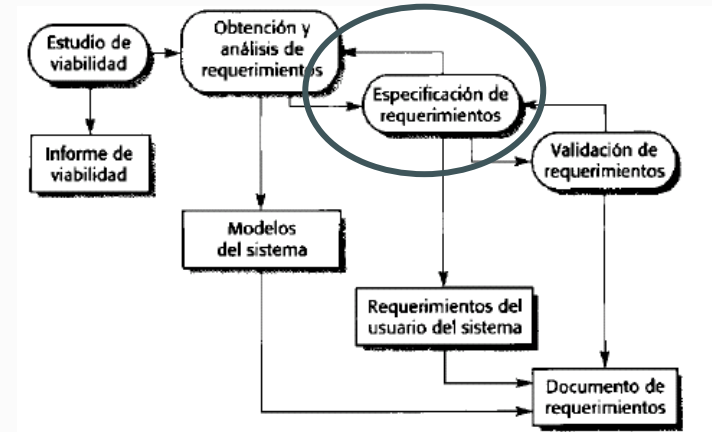 Estudio de
viabilidad
Obtención y
análisis de
requerimientos
Especificación de
requerimientos
Validación de
requerimientos
Informe de
viabilidad
Modelos
del sistema
Requerimientos del
usuario del sistema
Documento de
requerimientos